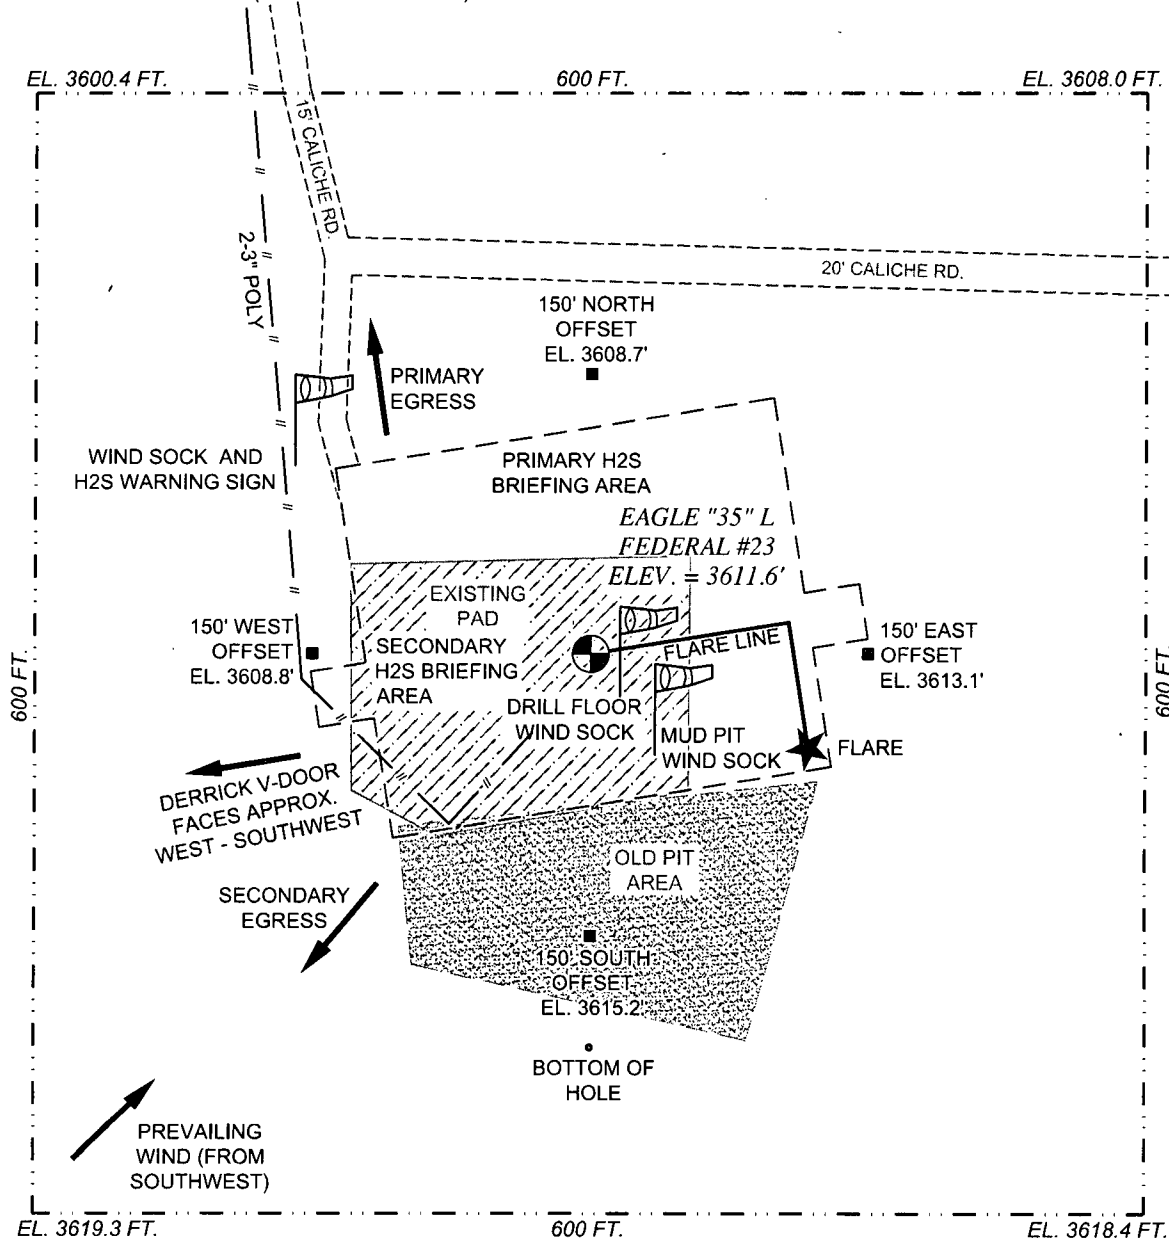 EL. 3600.4 FT.
600 FT.
EL. 3608.0 FT.
15' CALICHE RD.
2-3" POLY
20' CALICHE RD.
150' NORTH
OFFSET
EL. 3608.7'
PRIMARY
EGRESS
WIND SOCK AND
H2S WARNING SIGN
PRIMARY H2S
BRIEFING AREA
EAGLE "35" L
FEDERAL #23
ELEV. = 3611.6'
EXISTING
PAD
SECONDARY
H2S BRIEFING
AREA
150' WEST
OFFSET
EL. 3608.8'
FLARE LINE
150' EAST
OFFSET
EL. 3613.1'
600 FT.
600 FT.
DRILL FLOOR
WIND SOCK
MUD PIT
WIND SOCK
FLARE
DERRICK V-DOOR
FACES APPROX.
WEST - SOUTHWEST
OLD PIT
AREA
SECONDARY
EGRESS
150' SOUTH
OFFSET
EL. 3615.2'
BOTTOM OF
HOLE
PREVAILING
WIND (FROM
SOUTHWEST)
EL. 3619.3 FT.
600 FT.
EL. 3618.4 FT.